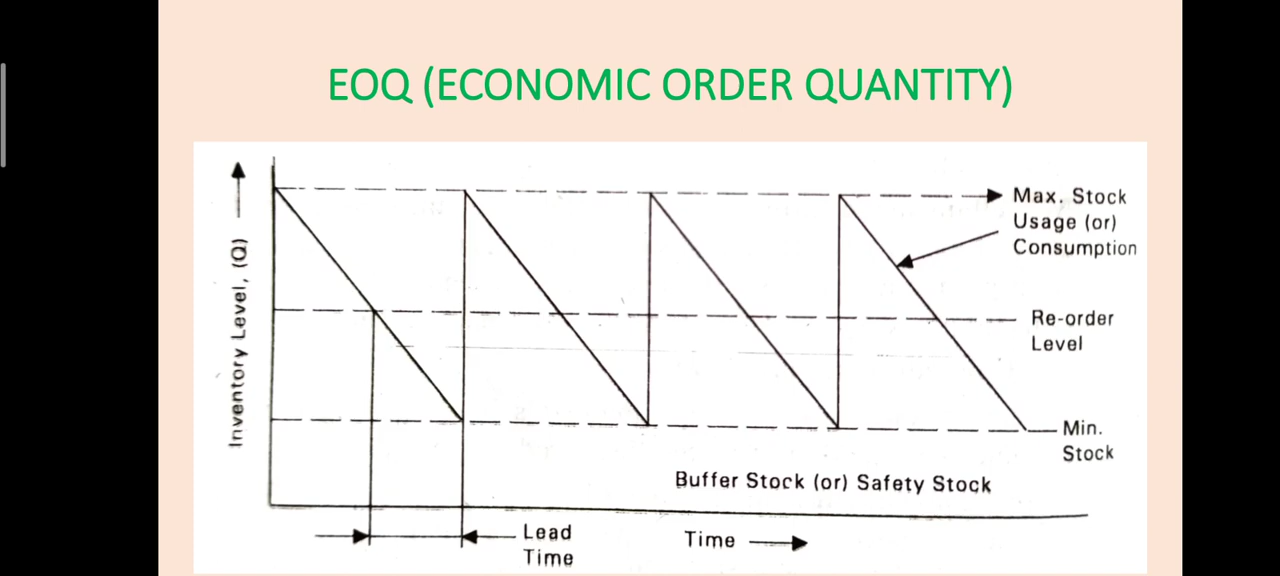 EOQ (ECONOMIC ORDER QUANTITY)
Inventory Level, (Q)
Max. Stock
Usage (or)
Consumption
Re-order
Level
Min.
Stock
Buffer Stock (or) Safety Stock
Lead
Time
Time